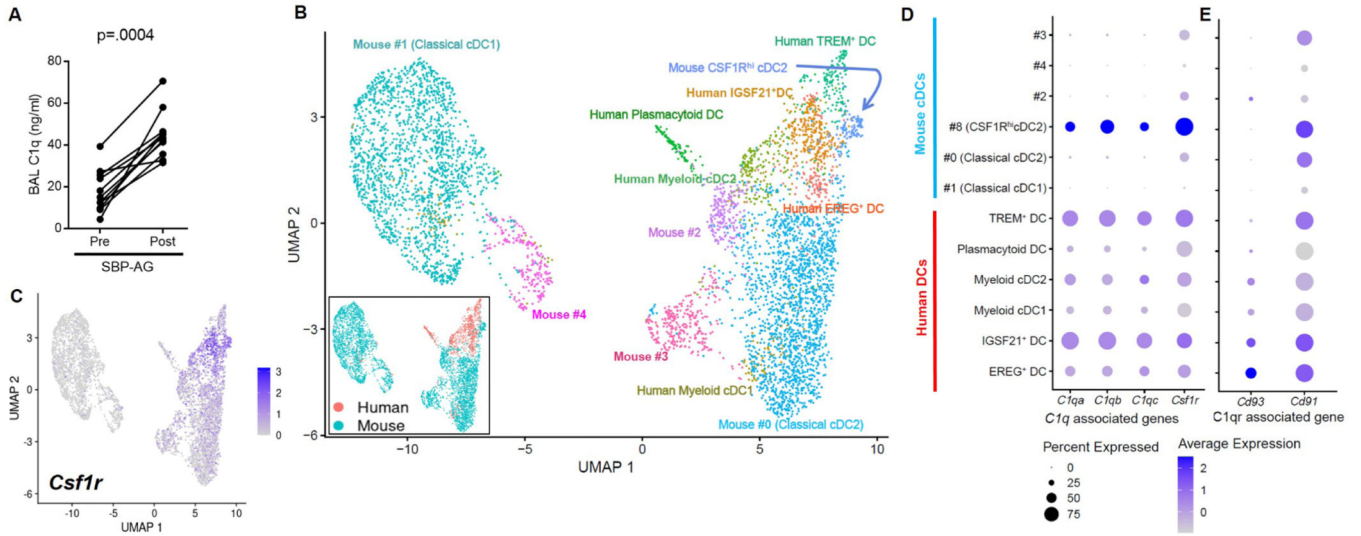 A
p=.0004
BAL C1q (ng/ml)
80
60
40
20
0
Pre
Post
SBP-AG
B
Mouse #1 (Classical cDC1)
Human TREM⁺ DC
Mouse CSF1Rʰⁱ cDC2
Human IGSF21⁺DC
Human Plasmacytoid DC
Human Myeloid cDC2
Human EREG⁺ DC
Mouse #2
Mouse #4
Mouse #3
Human Myeloid cDC1
Mouse #0 (Classical cDC2)
Human
Mouse
UMAP 2
3
0
−3
−6
−10
−5
0
5
10
UMAP 1
C
UMAP 2
3
0
-3
-6
Csf1r
3
2
1
0
-10
-5
0
5
10
UMAP 1
D
Mouse cDCs
Human DCs
#3
#4
#2
#8 (CSF1RʰⁱcDC2)
#0 (Classical cDC2)
#1 (Classical cDC1)
TREM⁺ DC
Plasmacytoid DC
Myeloid cDC2
Myeloid cDC1
IGSF21⁺ DC
EREG⁺ DC
C1qa C1qb C1qc Csf1r
C1q associated genes
E
Cd93 Cd91
C1qr associated gene
Percent Expressed
0
25
50
75
Average Expression
2
1
0